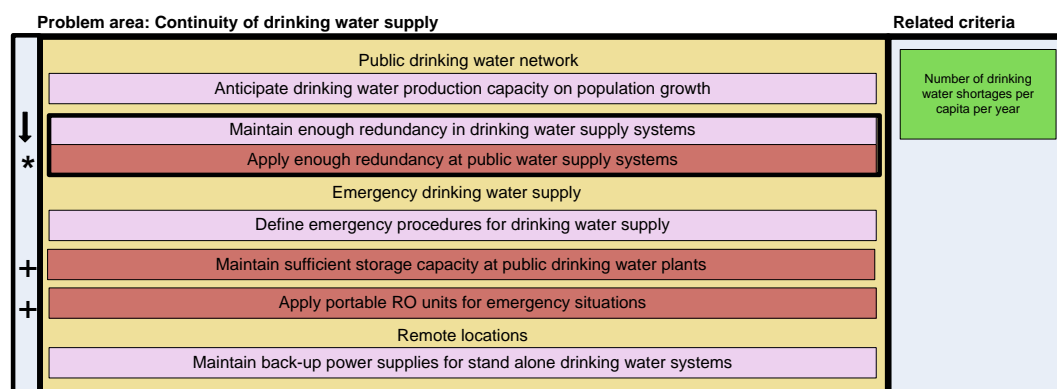 Problem area: Continuity of drinking water supply
Related criteria
Public drinking water network
Anticipate drinking water production capacity on population growth
Number of drinking
water shortages per
capita per year
Maintain enough redundancy in drinking water supply systems
* Apply enough redundancy at public water supply systems
Emergency drinking water supply
Define emergency procedures for drinking water supply
+ Maintain sufficient storage capacity at public drinking water plants
+ Apply portable RO units for emergency situations
Remote locations
Maintain back-up power supplies for stand alone drinking water systems